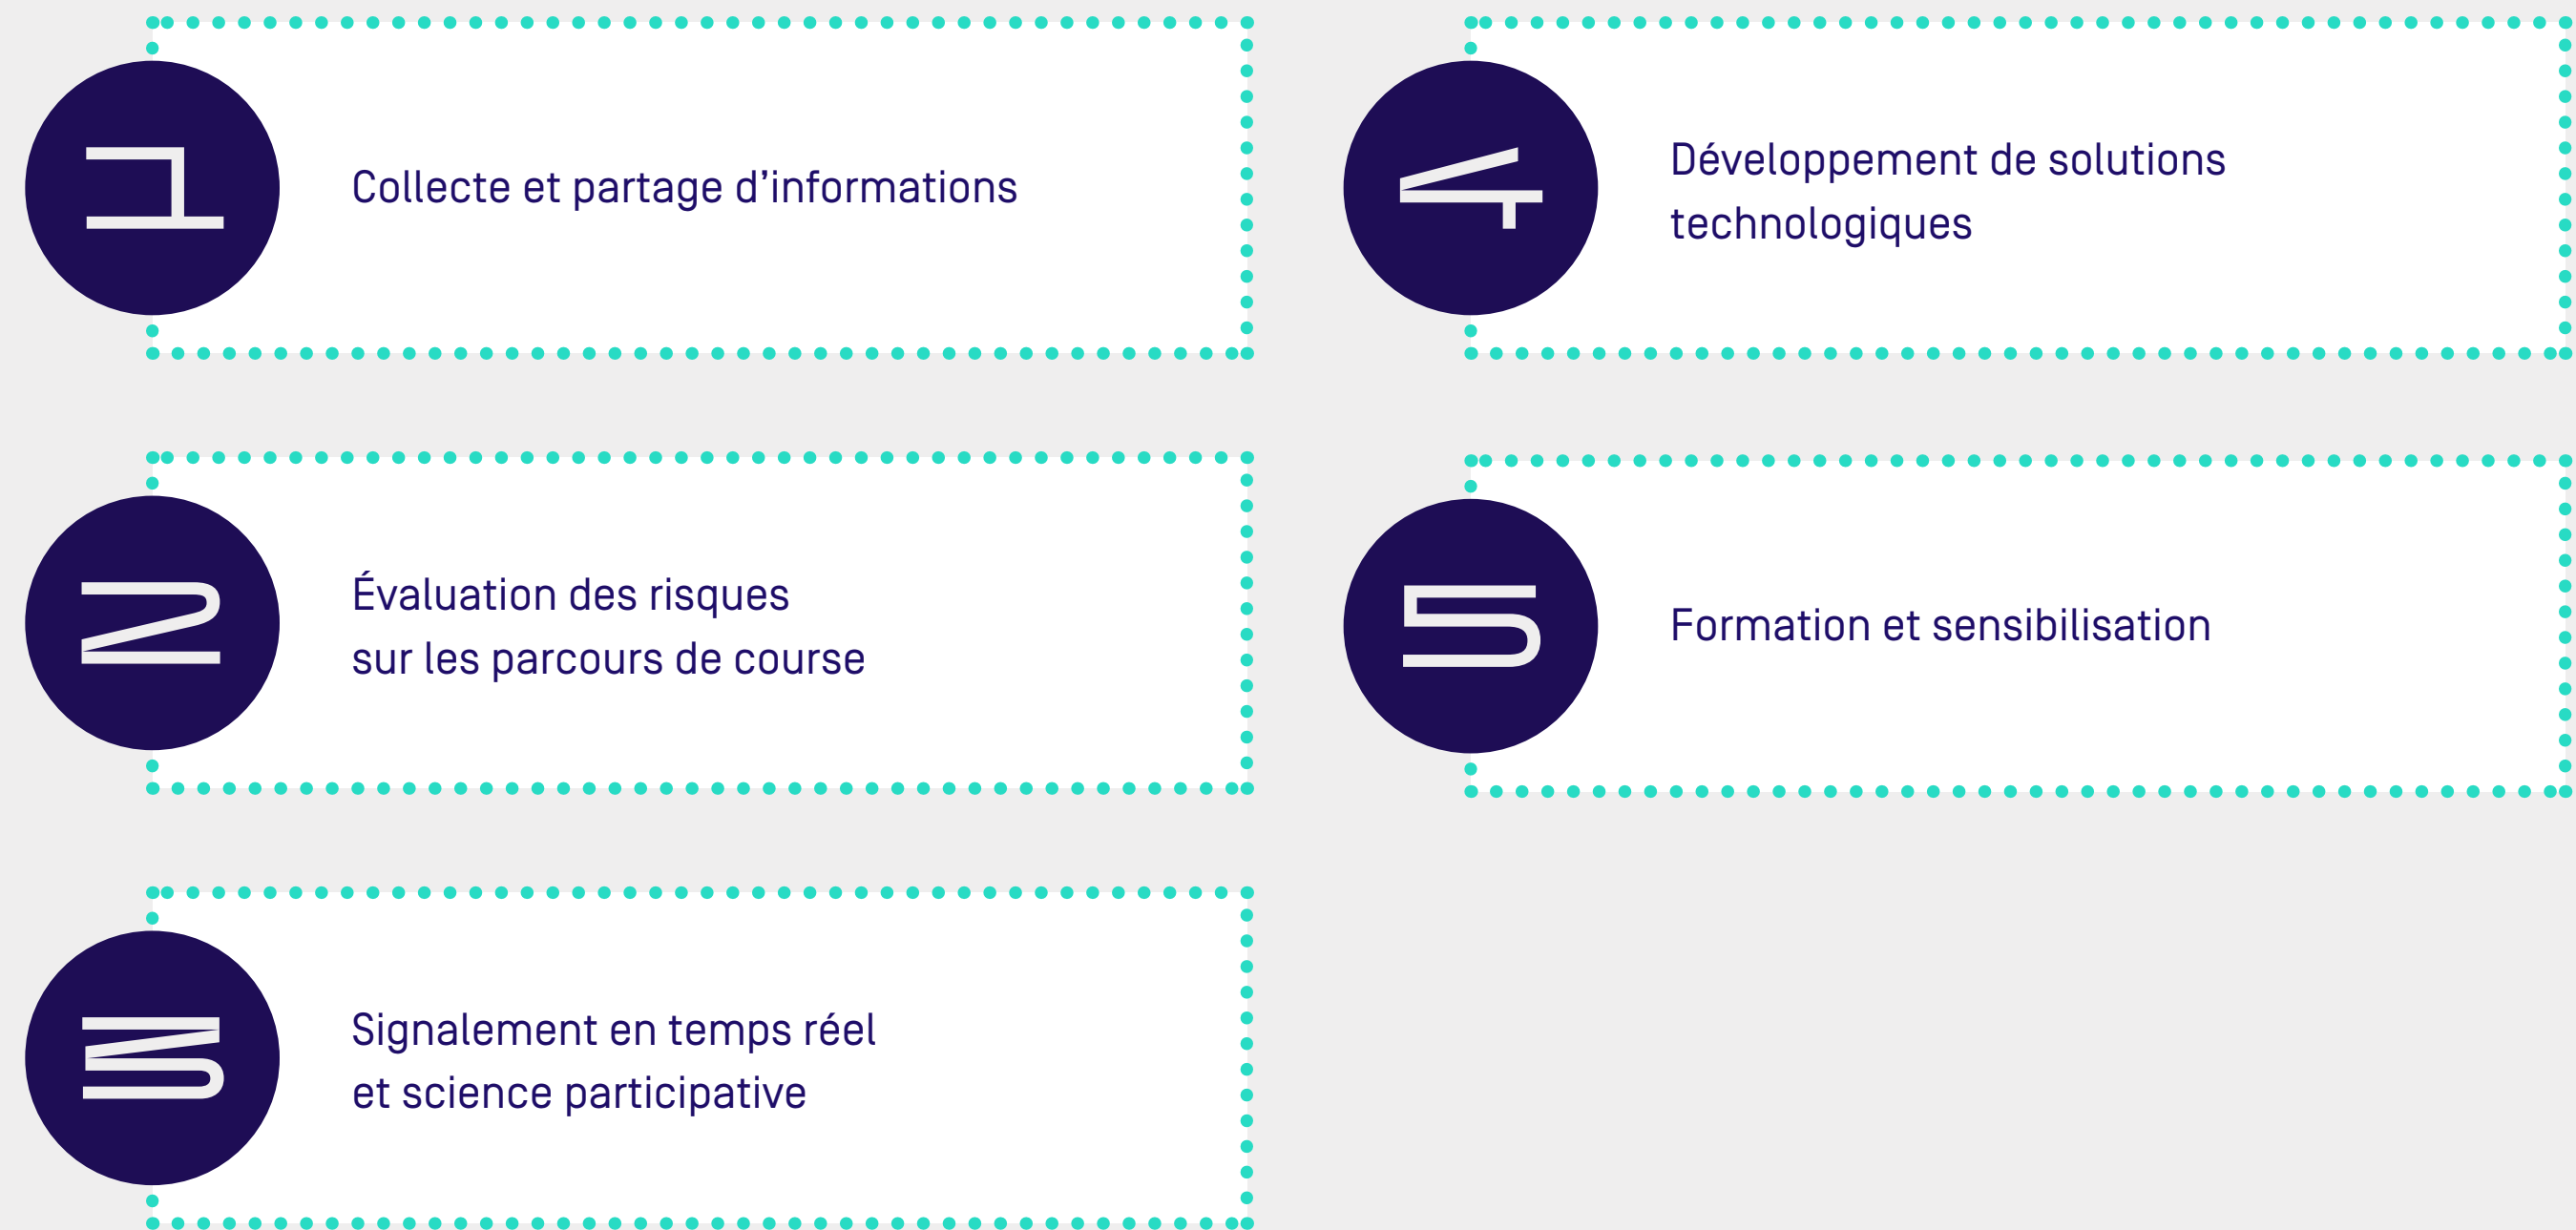 1
Collecte et partage d’informations
2
Évaluation des risques
sur les parcours de course
3
Signalement en temps réel
et science participative
4
Développement de solutions
technologiques
5
Formation et sensibilisation